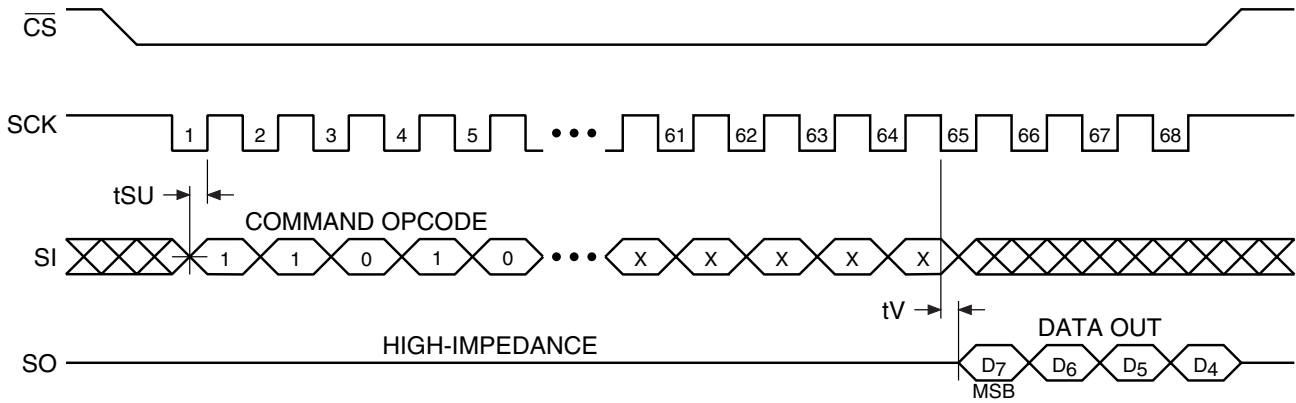 CS
SCK 1 2 3 4 5 ••• 61 62 63 64 65 66 67 68
tSU
COMMAND OPCODE
SI 1 1 0 1 0 ••• X X X X X
tV
DATA OUT
HIGH-IMPEDANCE
SO D7 D6 D5 D4
MSB